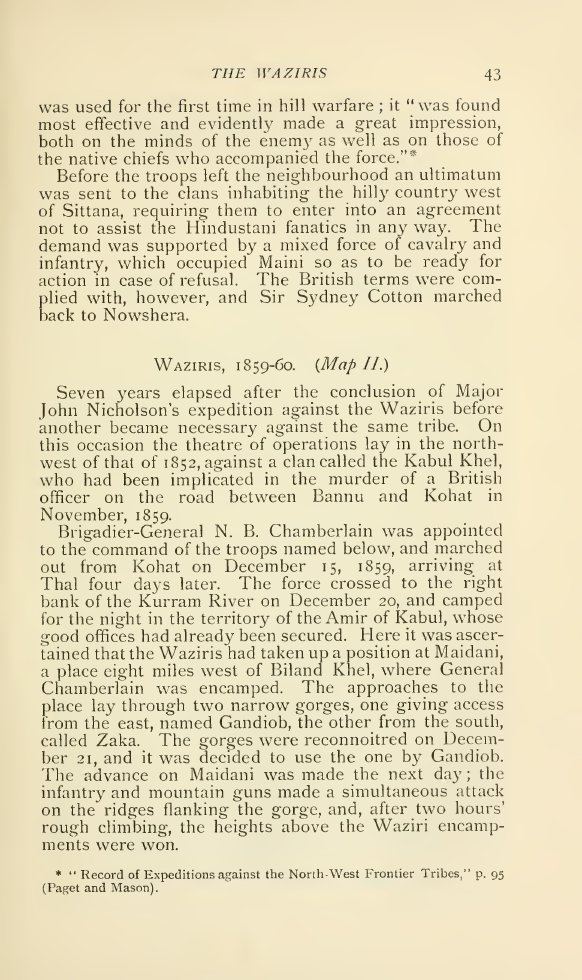 THE WAZIRIS 43
was used for the first time in hill warfare ; it " was found
most effective and evidently made a great impression,
both on the minds of the enemy as well as on those of
the native chiefs who accompanied the force."*
Before the troops left the neighbourhood an ultimatum
was sent to the clans inhabiting the hilly country west
of Sittana, requiring them to enter into an agreement
not to assist the Hindustani fanatics in any way. The
demand was supported by a mixed force of cavalry and
infantry, which occupied Maini so as to be ready for
action in case of refusal. The British terms were com-
plied with, however, and Sir Sydney Cotton marched
back to Nowshera.
WAZIRIS, 1859-60. (Map II.)
Seven years elapsed after the conclusion of Major
John Nicholson's expedition against the Waziris before
another became necessary against the same tribe. On
this occasion the theatre of operations lay in the north-
west of that of 1852, against a clan called the Kabul Khel,
who had been implicated in the murder of a British
officer on the road between Bannu and Kohat in
November, 1859.
Brigadier-General N. B. Chamberlain was appointed
to the command of the troops named below, and marched
out from Kohat on December 15, 1859, arriving at
Thal four days later. The force crossed to the right
bank of the Kurram River on December 20, and camped
for the night in the territory of the Amir of Kabul, whose
good offices had already been secured. Here it was ascer-
tained that the Waziris had taken up a position at Maidani,
a place eight miles west of Biland Khel, where General
Chamberlain was encamped. The approaches to the
place lay through two narrow gorges, one giving access
from the east, named Gandiob, the other from the south,
called Zaka. The gorges were reconnoitred on Decem-
ber 21, and it was decided to use the one by Gandiob.
The advance on Maidani was made the next day ; the
infantry and mountain guns made a simultaneous attack
on the ridges flanking the gorge, and, after two hours'
rough climbing, the heights above the Waziri encamp-
ments were won.
* " Record of Expeditions against the North-West Frontier Tribes," p. 95
(Paget and Mason).